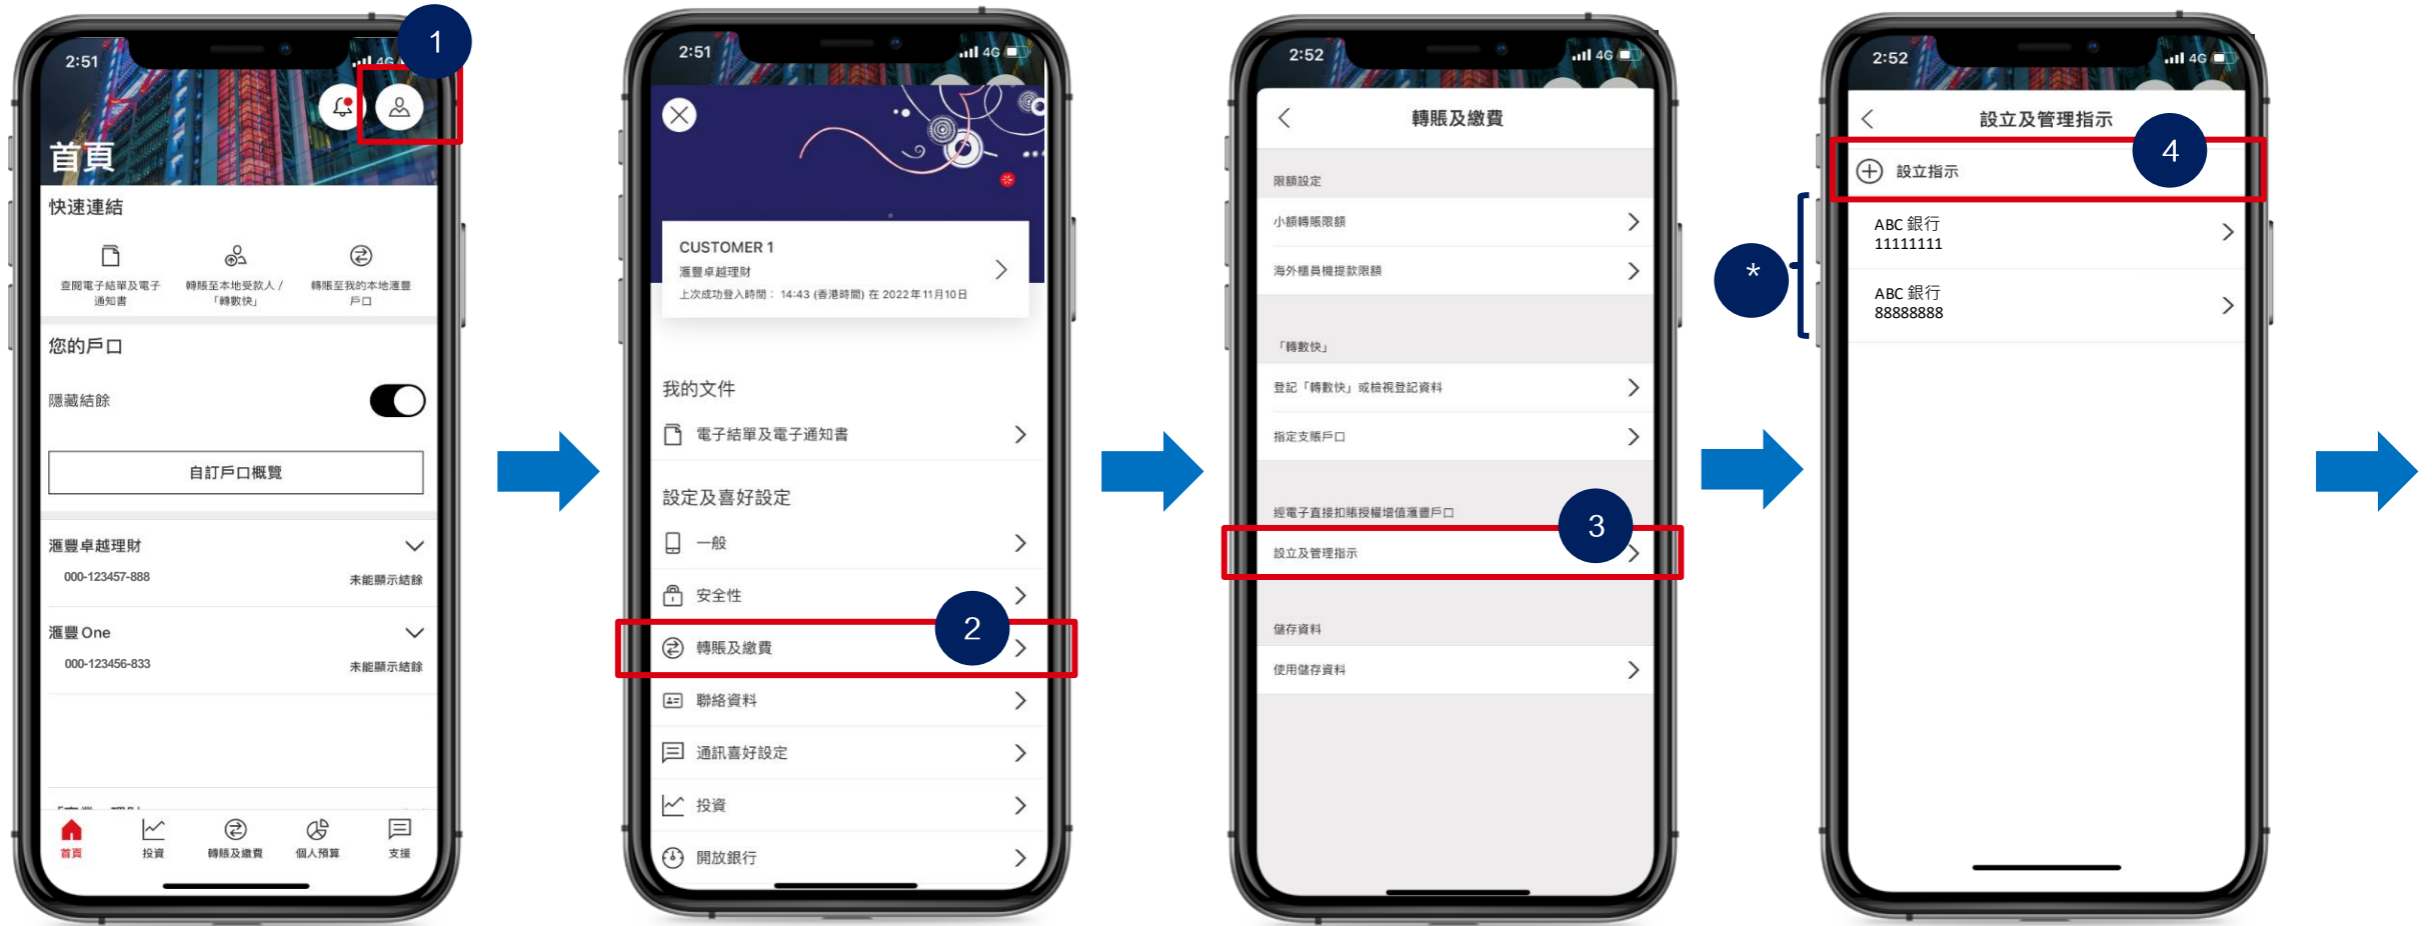 1
2:51
4G
首頁
快速連結
查閱電子結單及電子
通知書
轉賬至本地受款人 /
「轉數快」
轉賬至我的本地滙豐
戶口
您的戶口
隱藏結餘
自訂戶口概覽
滙豐卓越理財
000-123457-888
未能顯示結餘
滙豐 One
000-123456-833
未能顯示結餘
首頁
投資
轉賬及繳費
個人預算
支援
2:51
4G
CUSTOMER 1
滙豐卓越理財
上次成功登入時間： 14:43 (香港時間) 在 2022年11月10日
我的文件
電子結單及電子通知書
設定及喜好設定
一般
安全性
2
轉賬及繳費
聯絡資料
通訊喜好設定
投資
開放銀行
2:52
4G
轉賬及繳費
限額設定
小額轉賬限額
海外櫃員機提款限額
「轉數快」
登記「轉數快」或檢視登記資料
指定支賬戶口
經電子直接扣賬授權增值滙豐戶口
3
設立及管理指示
儲存資料
使用儲存資料
2:52
4G
設立及管理指示
4
設立指示
*
ABC 銀行
11111111
ABC 銀行
88888888